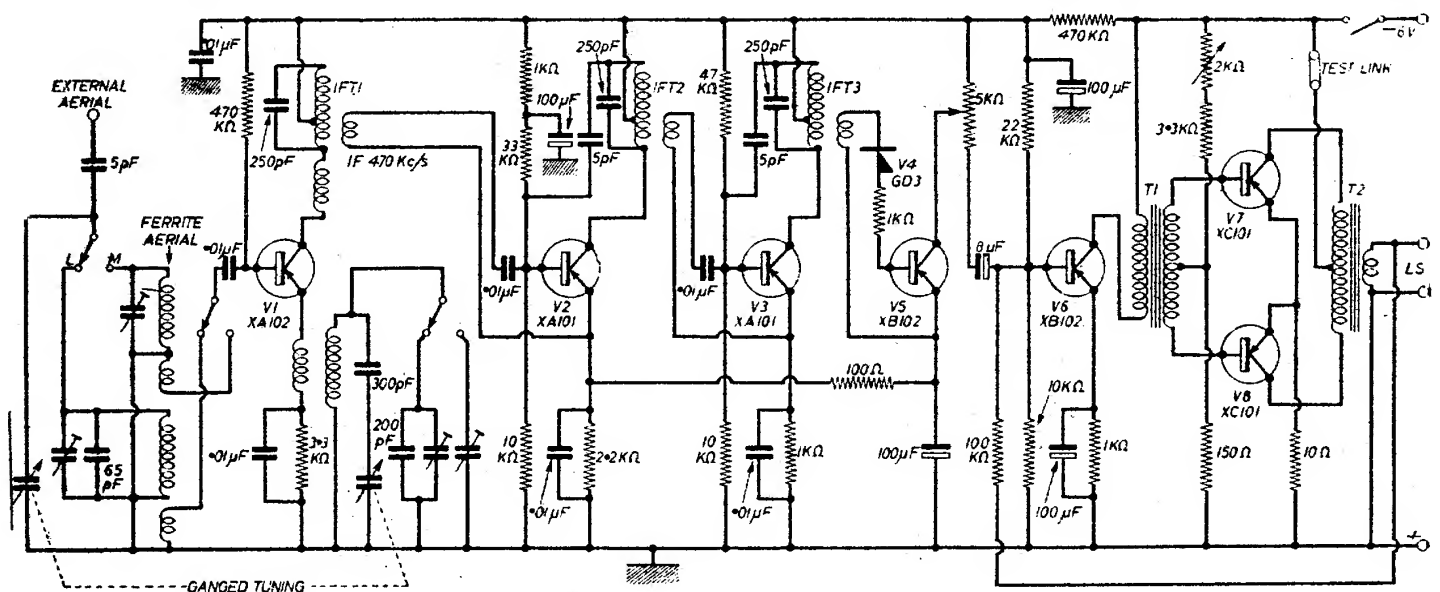 ·01µF
EXTERNAL
AERIAL
5pF
470
KΩ
250pF
IFT1
IF 470 Kc/s
1KΩ
100µF
33
KΩ
250pF
5pF
IFT2
47
KΩ
250pF
5pF
IFT3
V4
GD3
1KΩ
5KΩ
22
KΩ
470KΩ
100
µF
2KΩ
3·3KΩ
-6V
TEST LINK
T1
V7
XC101
T2
LS
L
M
FERRITE
AERIAL
·01µF
V1
XA102
·01µF
V2
XA101
·01µF
V3
XA101
V5
XB102
8µF
V6
XB102
V8
XC101
65
pF
·01µF
3·3
KΩ
300pF
200
pF
10
KΩ
2·2KΩ
·01µF
10
KΩ
1KΩ
·01µF
100Ω
100µF
100
KΩ
10KΩ
1KΩ
100µF
150Ω
10Ω
+
GANGED TUNING